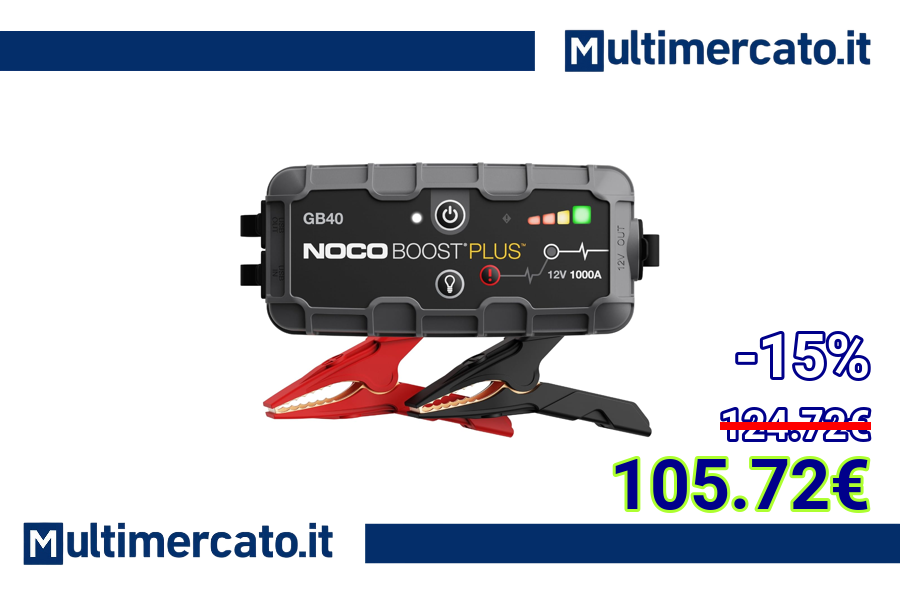 Multimercato.it
GB40
NOCO BOOST® PLUS™
12V 1000A
12V OUT
-15%
124.72€
105.72€
Multimercato.it